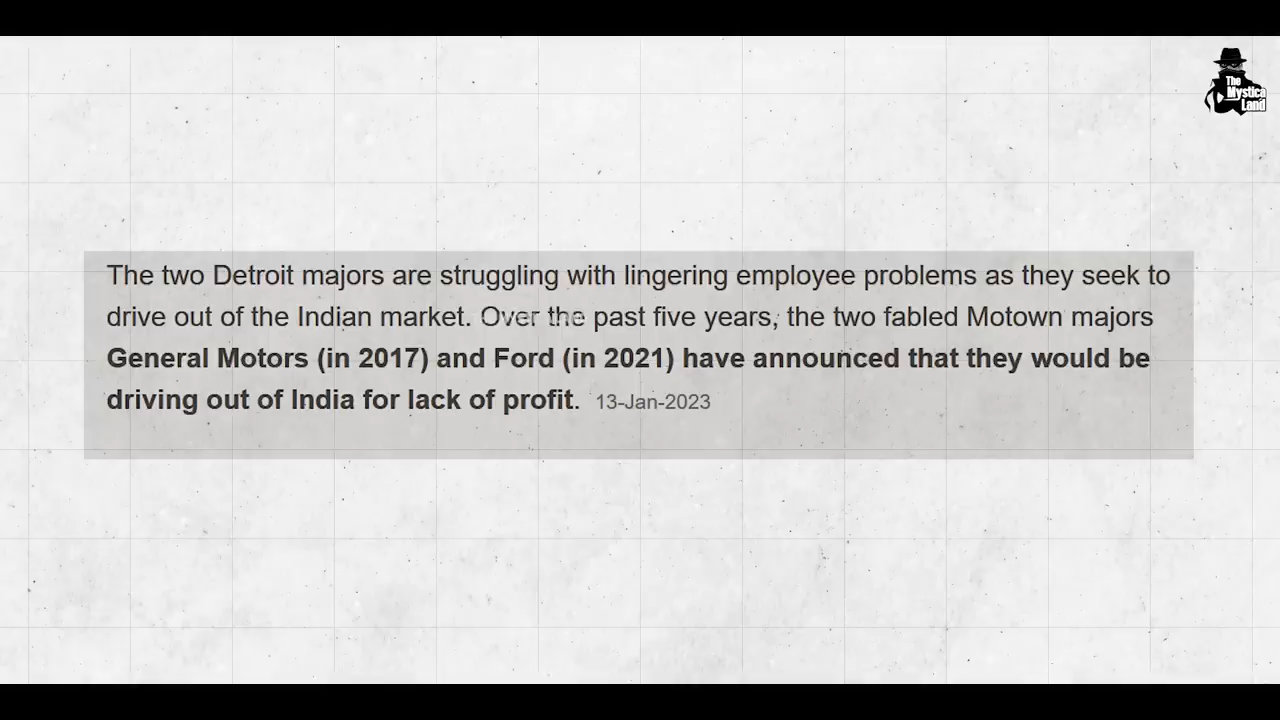 The
Mystica
Land
The two Detroit majors are struggling with lingering employee problems as they seek to
drive out of the Indian market. Over the past five years, the two fabled Motown majors
General Motors (in 2017) and Ford (in 2021) have announced that they would be
driving out of India for lack of profit. 13-Jan-2023